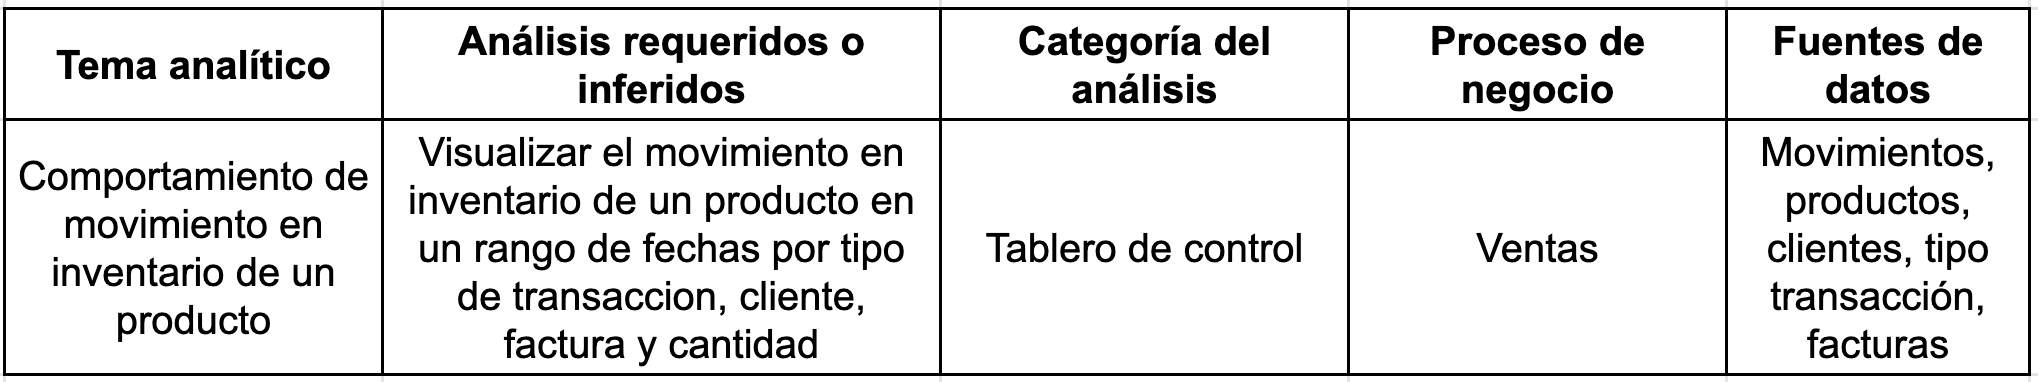 Tema analítico
Análisis requeridos o
inferidos
Categoría del
análisis
Proceso de
negocio
Fuentes de
datos
Comportamiento de
movimiento en
inventario de un
producto
Visualizar el movimiento en
inventario de un producto en
un rango de fechas por tipo
de transaccion, cliente,
factura y cantidad
Tablero de control
Ventas
Movimientos,
productos,
clientes, tipo
transacción,
facturas